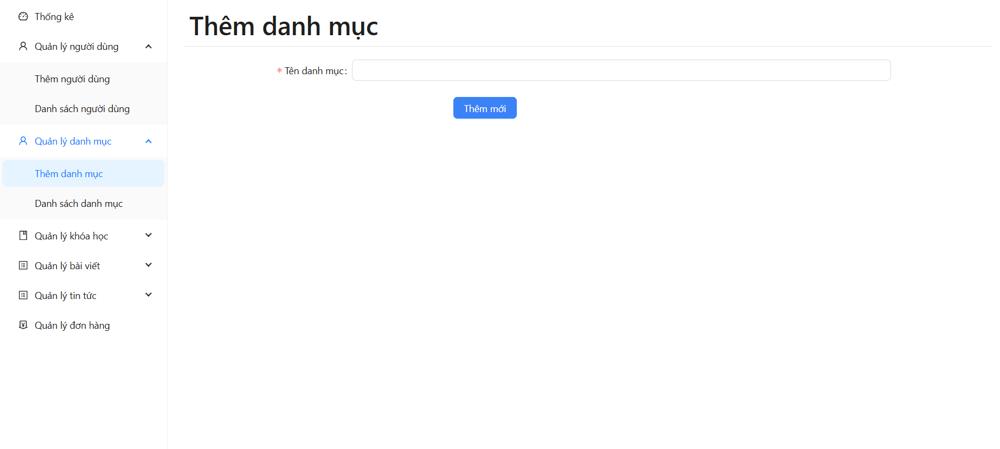 Thống kê
Quản lý người dùng
Thêm người dùng
Danh sách người dùng
Quản lý danh mục
Thêm danh mục
Danh sách danh mục
Quản lý khóa học
Quản lý bài viết
Quản lý tin tức
Quản lý đơn hàng
Thêm danh mục
* Tên danh mục:
Thêm mới